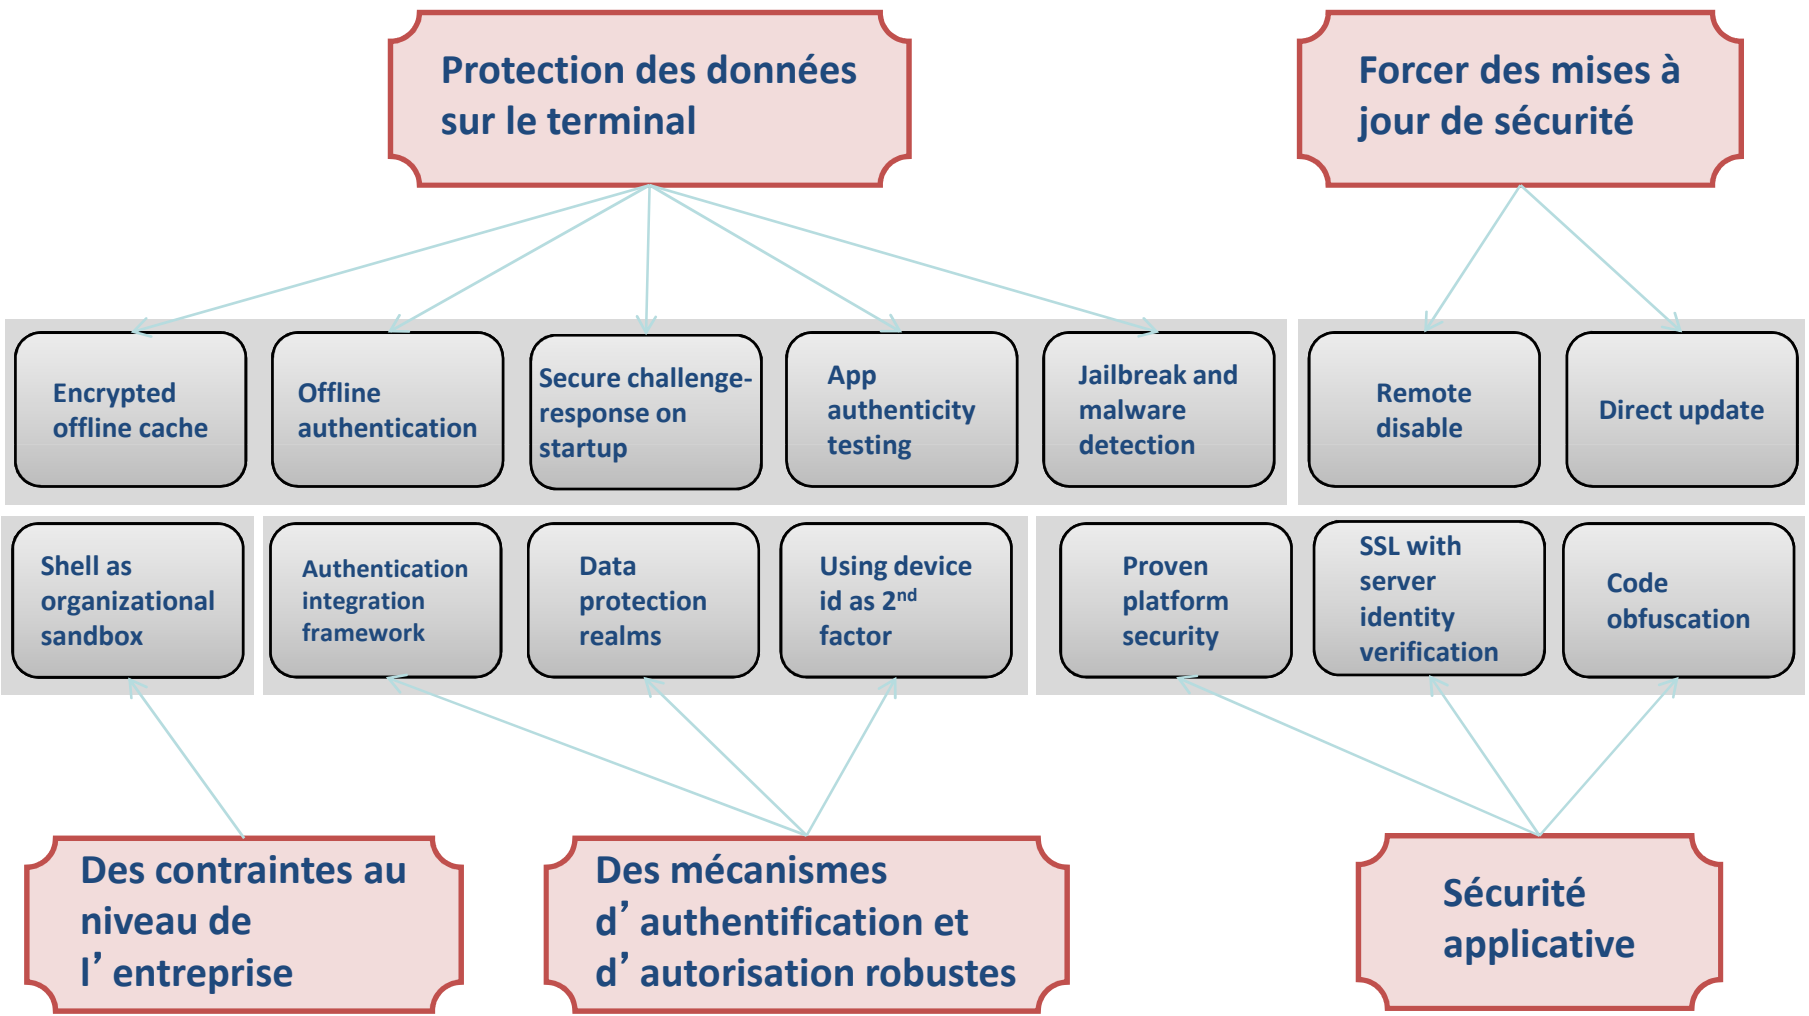 Protection des données
sur le terminal
Forcer des mises à
jour de sécurité
Encrypted
offline cache
Offline
authentication
Secure challenge-
response on
startup
App
authenticity
testing
Jailbreak and
malware
detection
Remote
disable
Direct update
Shell as
organizational
sandbox
Authentication
integration
framework
Data
protection
realms
Using device
id as 2nd
factor
Proven
platform
security
SSL with
server
identity
verification
Code
obfuscation
Des contraintes au
niveau de
l’entreprise
Des mécanismes
d’authentification et
d’autorisation robustes
Sécurité
applicative